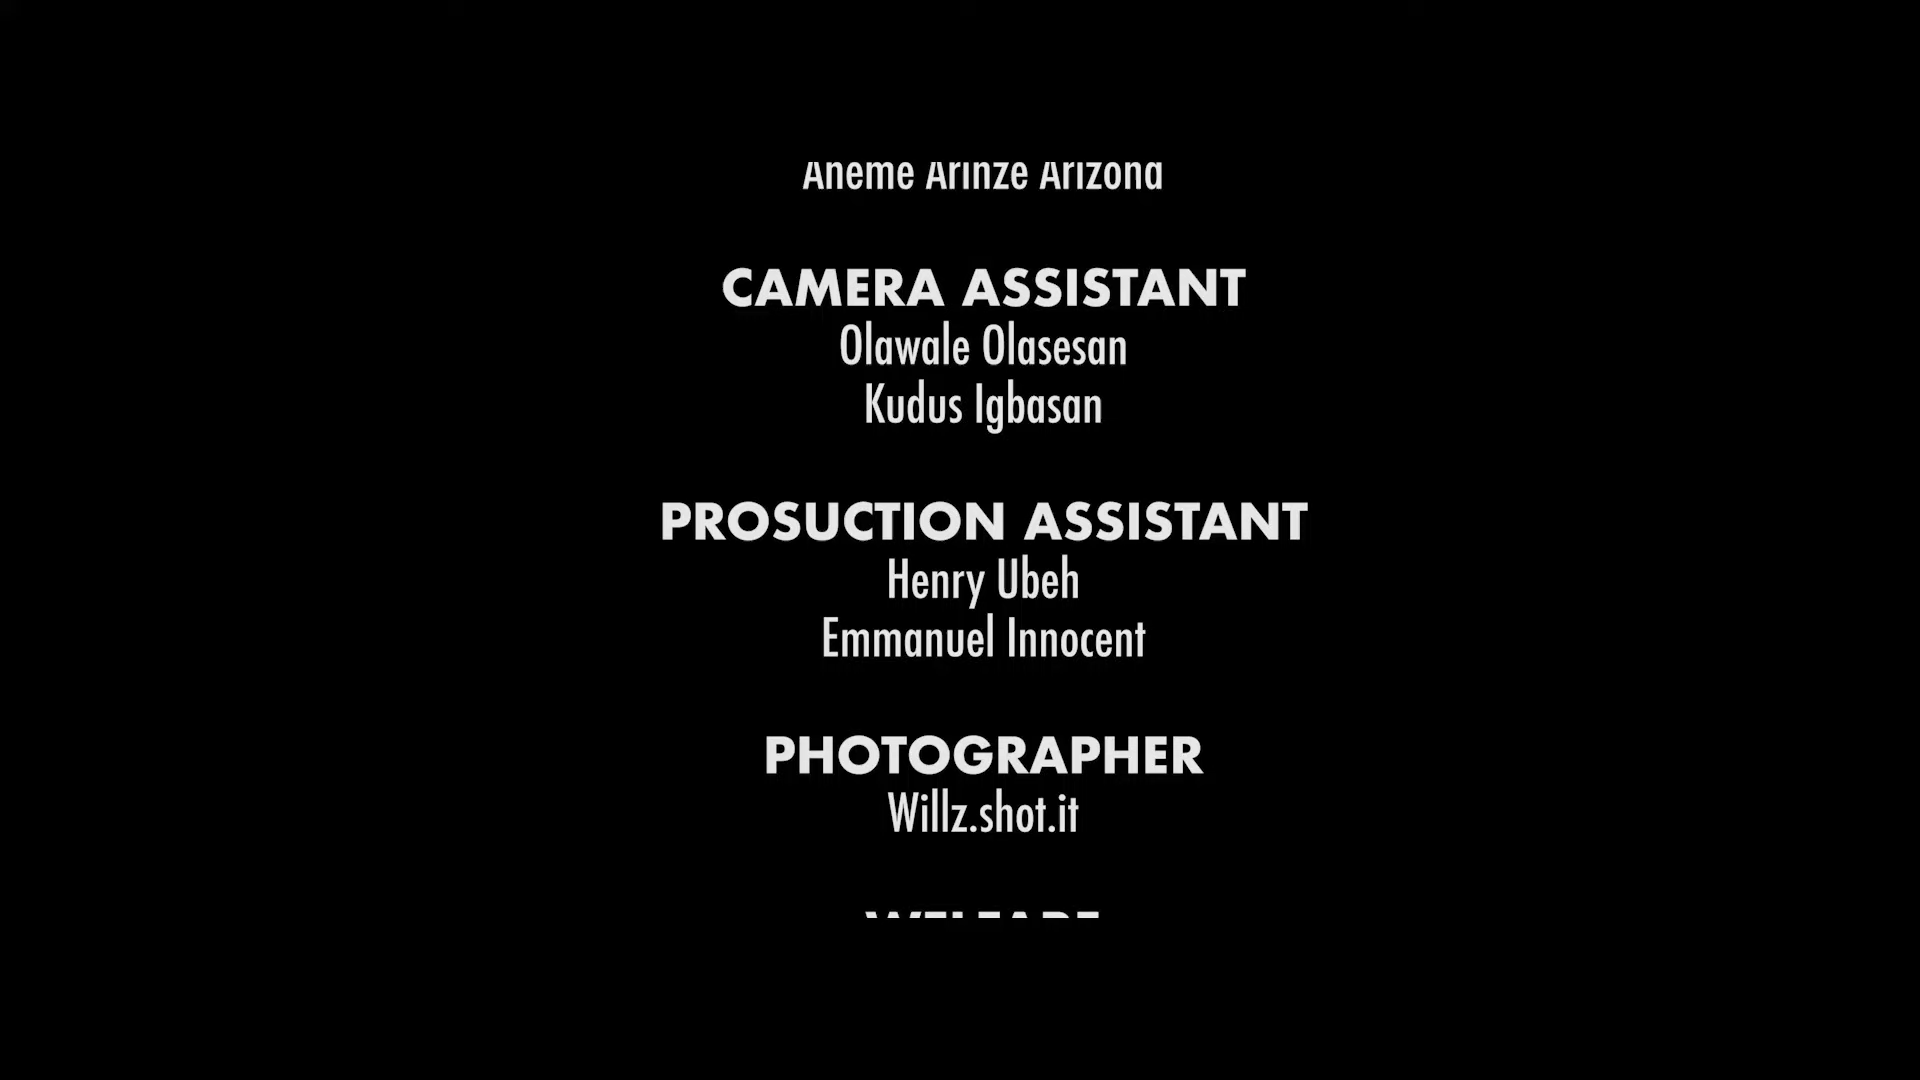 Aneme Arinze Arizona
CAMERA ASSISTANT
Olawale Olasesan
Kudus Igbasan
PROSUCTION ASSISTANT
Henry Ubeh
Emmanuel Innocent
PHOTOGRAPHER
Willz.shot.it
WELFARE